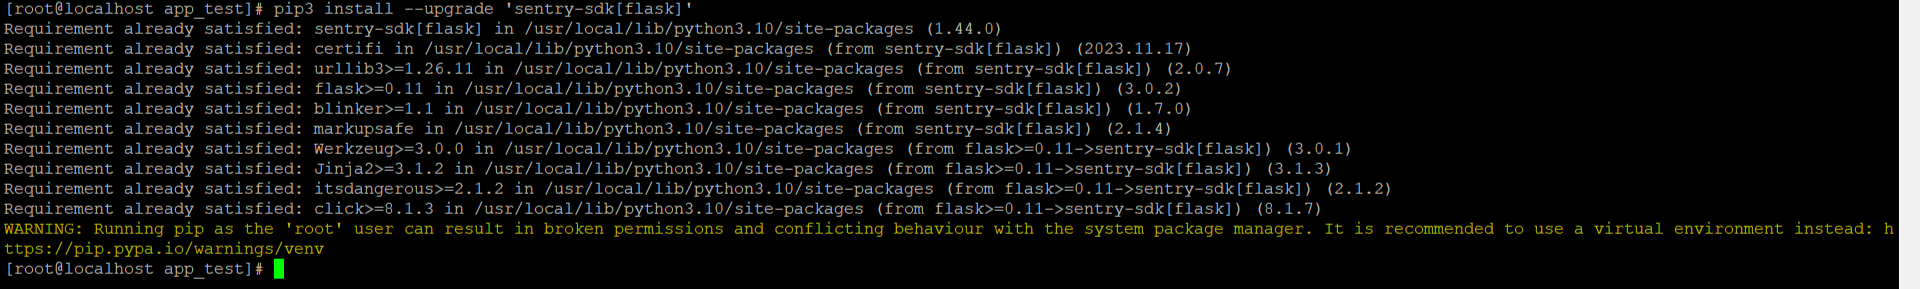 [root@localhost app_test]# pip3 install --upgrade 'sentry-sdk[flask]'
Requirement already satisfied: sentry-sdk[flask] in /usr/local/lib/python3.10/site-packages (1.44.0)
Requirement already satisfied: certifi in /usr/local/lib/python3.10/site-packages (from sentry-sdk[flask]) (2023.11.17)
Requirement already satisfied: urllib3>=1.26.11 in /usr/local/lib/python3.10/site-packages (from sentry-sdk[flask]) (2.0.7)
Requirement already satisfied: flask>=0.11 in /usr/local/lib/python3.10/site-packages (from sentry-sdk[flask]) (3.0.2)
Requirement already satisfied: blinker>=1.1 in /usr/local/lib/python3.10/site-packages (from sentry-sdk[flask]) (1.7.0)
Requirement already satisfied: markupsafe in /usr/local/lib/python3.10/site-packages (from sentry-sdk[flask]) (2.1.4)
Requirement already satisfied: Werkzeug>=3.0.0 in /usr/local/lib/python3.10/site-packages (from flask>=0.11->sentry-sdk[flask]) (3.0.1)
Requirement already satisfied: Jinja2>=3.1.2 in /usr/local/lib/python3.10/site-packages (from flask>=0.11->sentry-sdk[flask]) (3.1.3)
Requirement already satisfied: itsdangerous>=2.1.2 in /usr/local/lib/python3.10/site-packages (from flask>=0.11->sentry-sdk[flask]) (2.1.2)
Requirement already satisfied: click>=8.1.3 in /usr/local/lib/python3.10/site-packages (from flask>=0.11->sentry-sdk[flask]) (8.1.7)
WARNING: Running pip as the 'root' user can result in broken permissions and conflicting behaviour with the system package manager. It is recommended to use a virtual environment instead: h
ttps://pip.pypa.io/warnings/venv
[root@localhost app_test]#